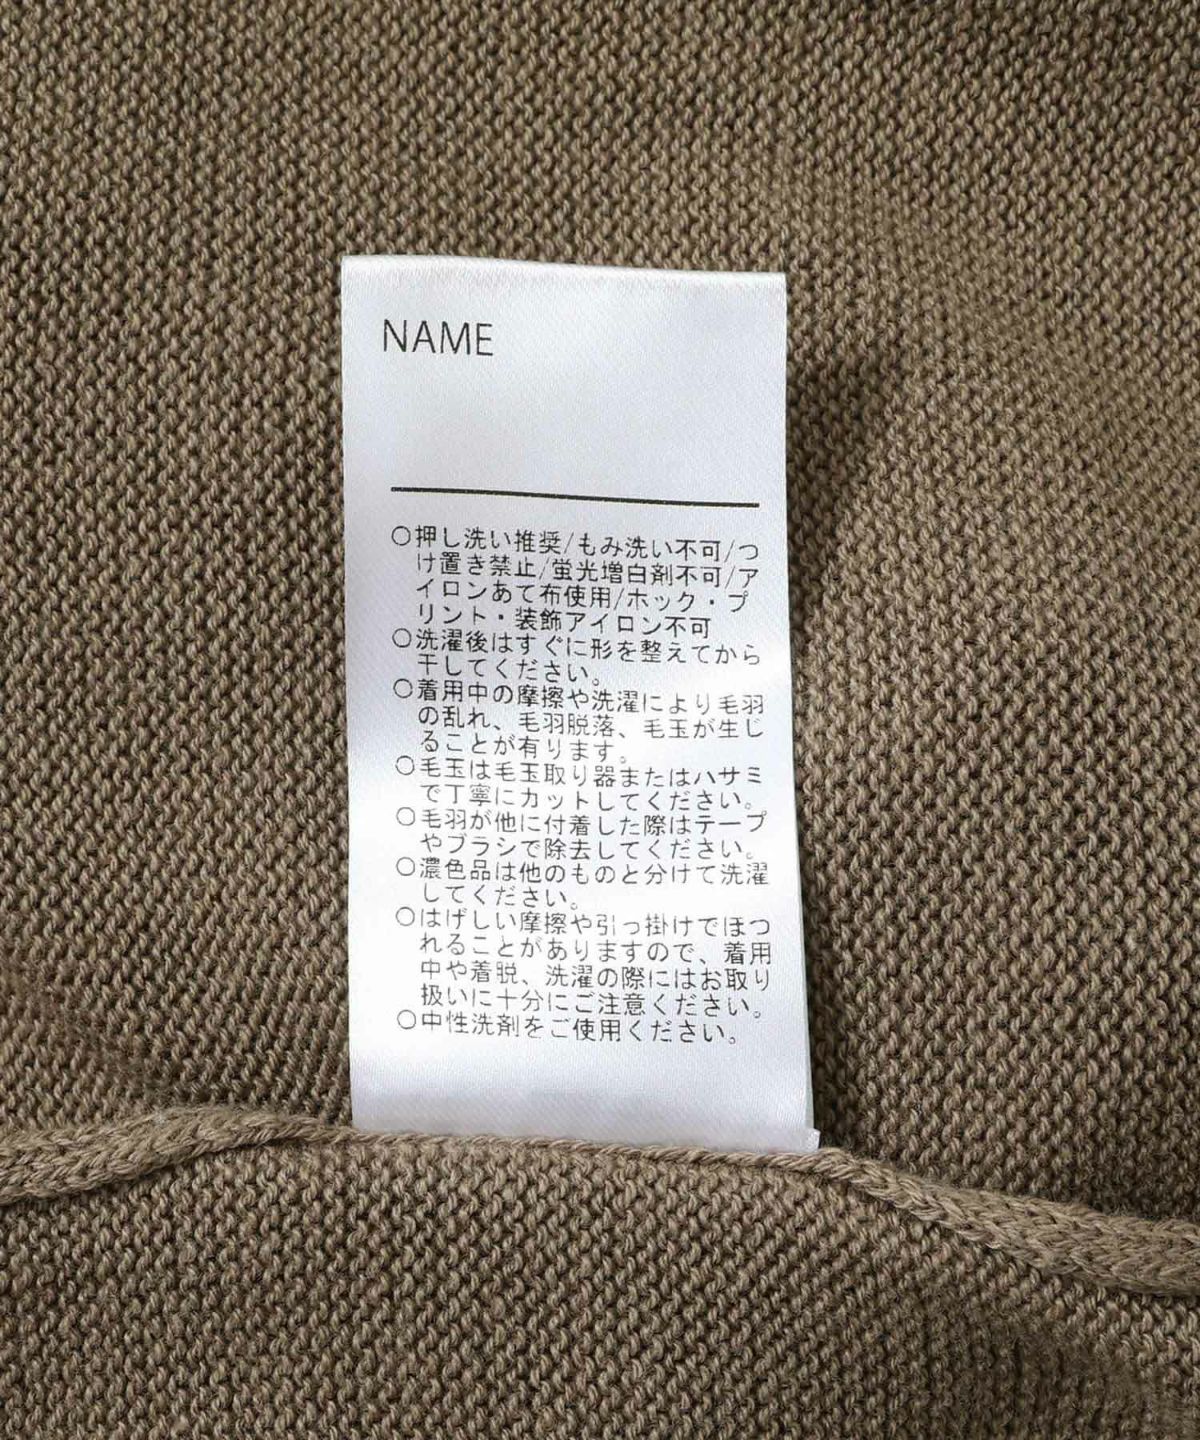 NAME
○押し洗い推奨/もみ洗い不可/つ
け置き禁止/蛍光増白剤不可/ア
イロンあて布使用/ホック・プ
リント・装飾アイロン不可
○洗濯後はすぐに形を整えてから
干してください。
○着用中の摩擦や洗濯により毛羽
の乱れ、毛羽脱落、毛玉が生じ
ることが有ります。
○毛玉は毛玉取り器またはハサミ
で丁寧にカットしてください。
○毛羽が他に付着した際はテープ
やブラシで除去してください。
○濃色品は他のものと分けて洗濯
してください。
○はげしい摩擦や引っ掛けでほつ
れることがありますので、着用
中や着脱、洗濯の際にはお取り
扱いに十分にご注意ください。
○中性洗剤をご使用ください。